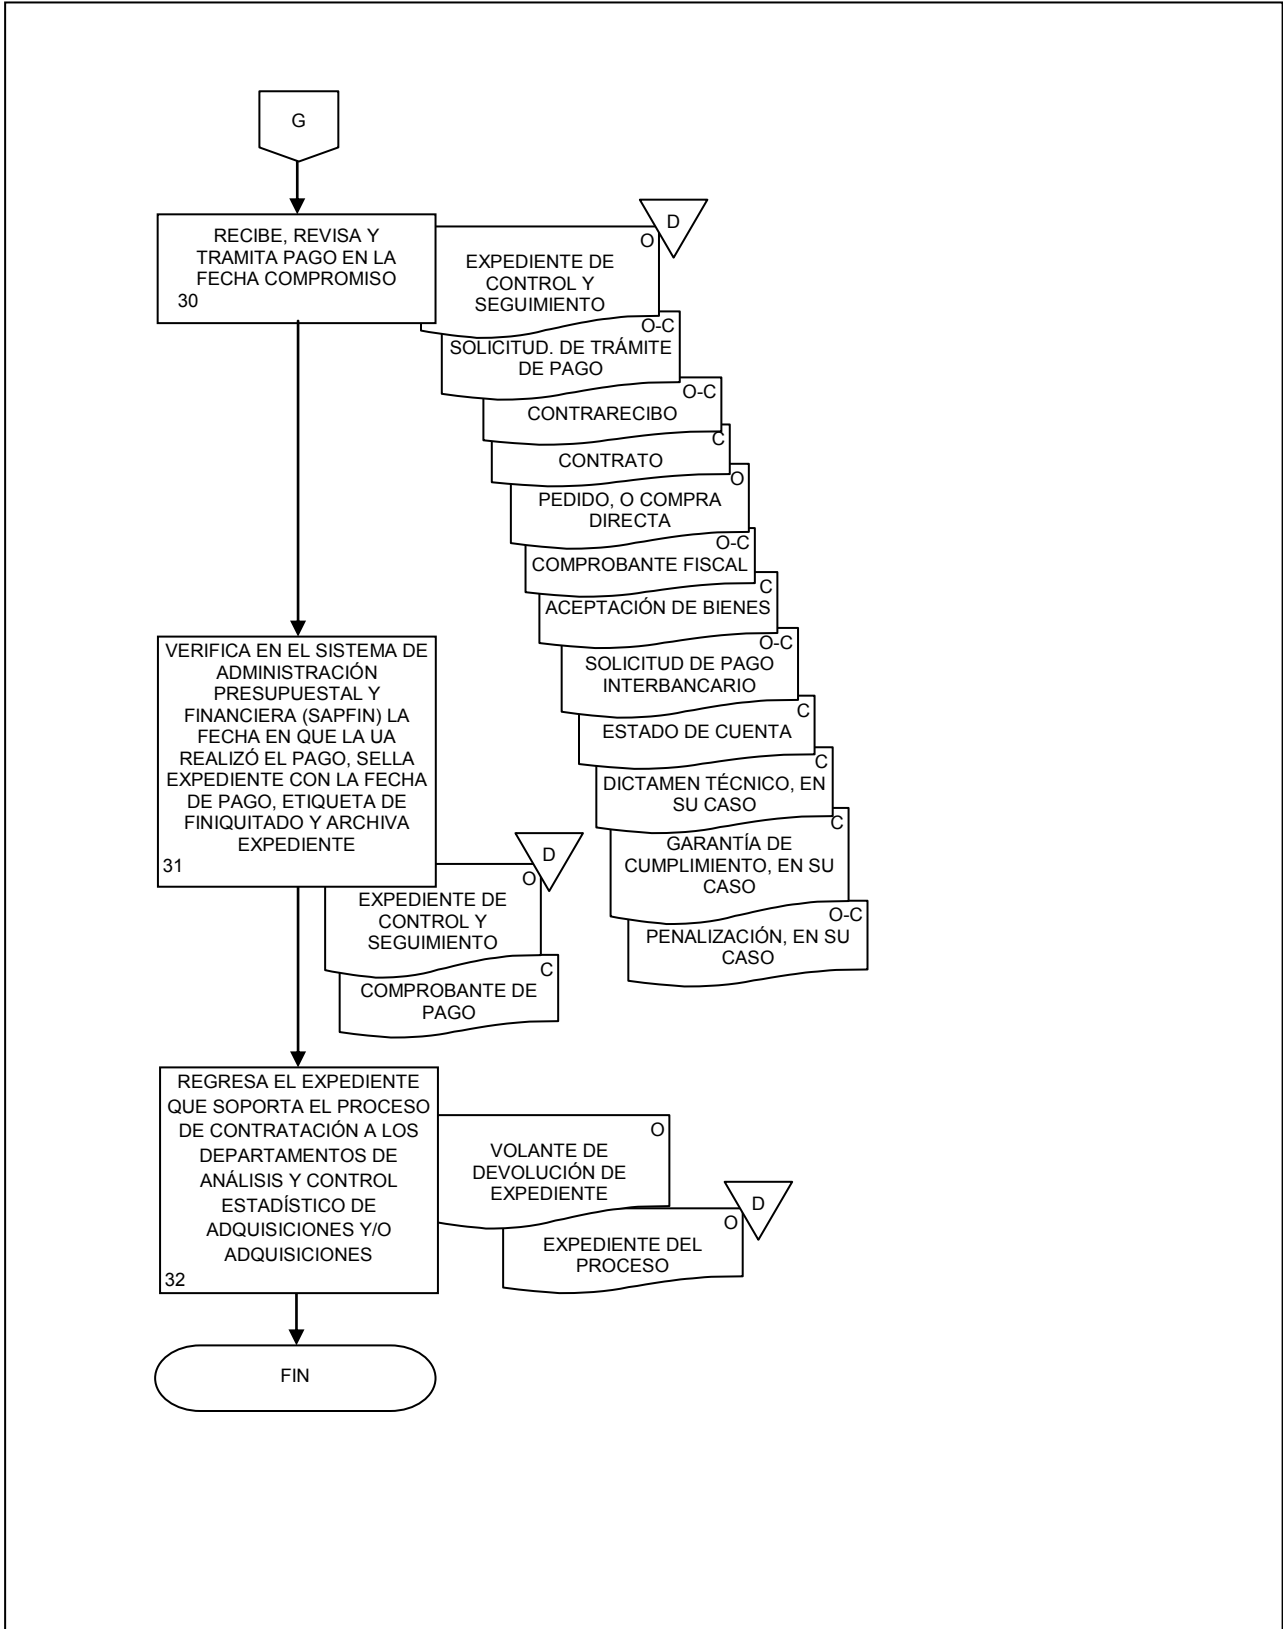 G
RECIBE, REVISA Y
TRAMITA PAGO EN LA
FECHA COMPROMISO
30
D
O
EXPEDIENTE DE
CONTROL Y
SEGUIMIENTO
O-C
SOLICITUD. DE TRÁMITE
DE PAGO
O-C
CONTRARECIBO
C
CONTRATO
O
PEDIDO, O COMPRA
DIRECTA
O-C
COMPROBANTE FISCAL
C
ACEPTACIÓN DE BIENES
O-C
SOLICITUD DE PAGO
INTERBANCARIO
C
ESTADO DE CUENTA
C
DICTAMEN TÉCNICO, EN
SU CASO
C
GARANTÍA DE
CUMPLIMIENTO, EN SU
CASO
O-C
PENALIZACIÓN, EN SU
CASO
VERIFICA EN EL SISTEMA DE
ADMINISTRACIÓN
PRESUPUESTAL Y
FINANCIERA (SAPFIN) LA
FECHA EN QUE LA UA
REALIZÓ EL PAGO, SELLA
EXPEDIENTE CON LA FECHA
DE PAGO, ETIQUETA DE
FINIQUITADO Y ARCHIVA
EXPEDIENTE
31
D
O
EXPEDIENTE DE
CONTROL Y
SEGUIMIENTO
C
COMPROBANTE DE
PAGO
REGRESA EL EXPEDIENTE
QUE SOPORTA EL PROCESO
DE CONTRATACIÓN A LOS
DEPARTAMENTOS DE
ANÁLISIS Y CONTROL
ESTADÍSTICO DE
ADQUISICIONES Y/O
ADQUISICIONES
32
O
VOLANTE DE
DEVOLUCIÓN DE
EXPEDIENTE
D
O
EXPEDIENTE DEL
PROCESO
FIN